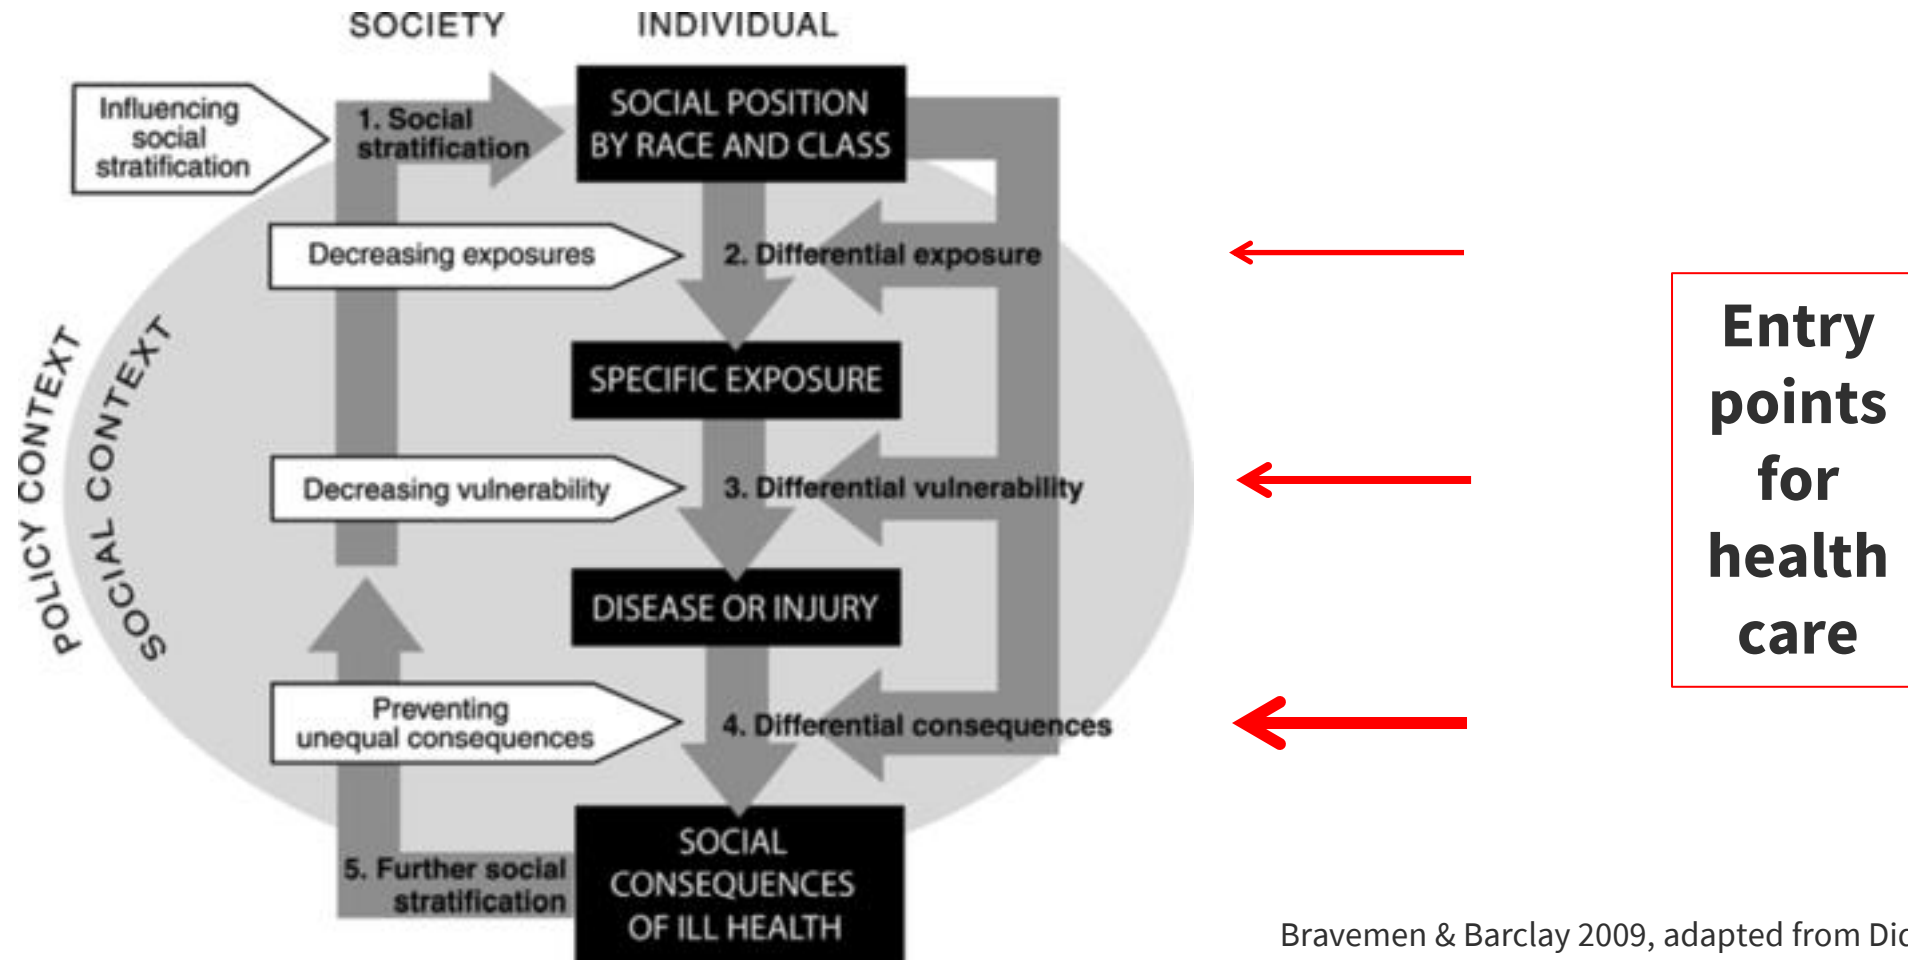 SOCIETY
INDIVIDUAL
Influencing
social
stratification
1. Social
stratification
SOCIAL POSITION
BY RACE AND CLASS
Decreasing exposures
2. Differential exposure
SPECIFIC EXPOSURE
POLICY CONTEXT
SOCIAL CONTEXT
Decreasing vulnerability
3. Differential vulnerability
DISEASE OR INJURY
Preventing
unequal consequences
4. Differential consequences
5. Further social
stratification
SOCIAL
CONSEQUENCES
OF ILL HEALTH
Entry
points
for
health
care
Bravemen & Barclay 2009, adapted from